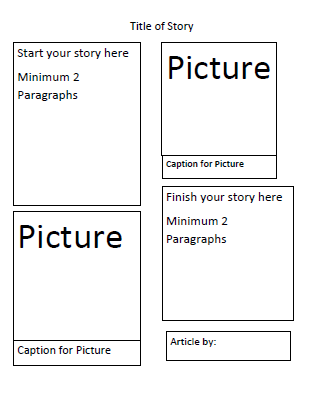 Title of Story
Start your story here
Minimum 2
Paragraphs
Picture
Caption for Picture
Picture
Caption for Picture
Finish your story here
Minimum 2
Paragraphs
Article by: